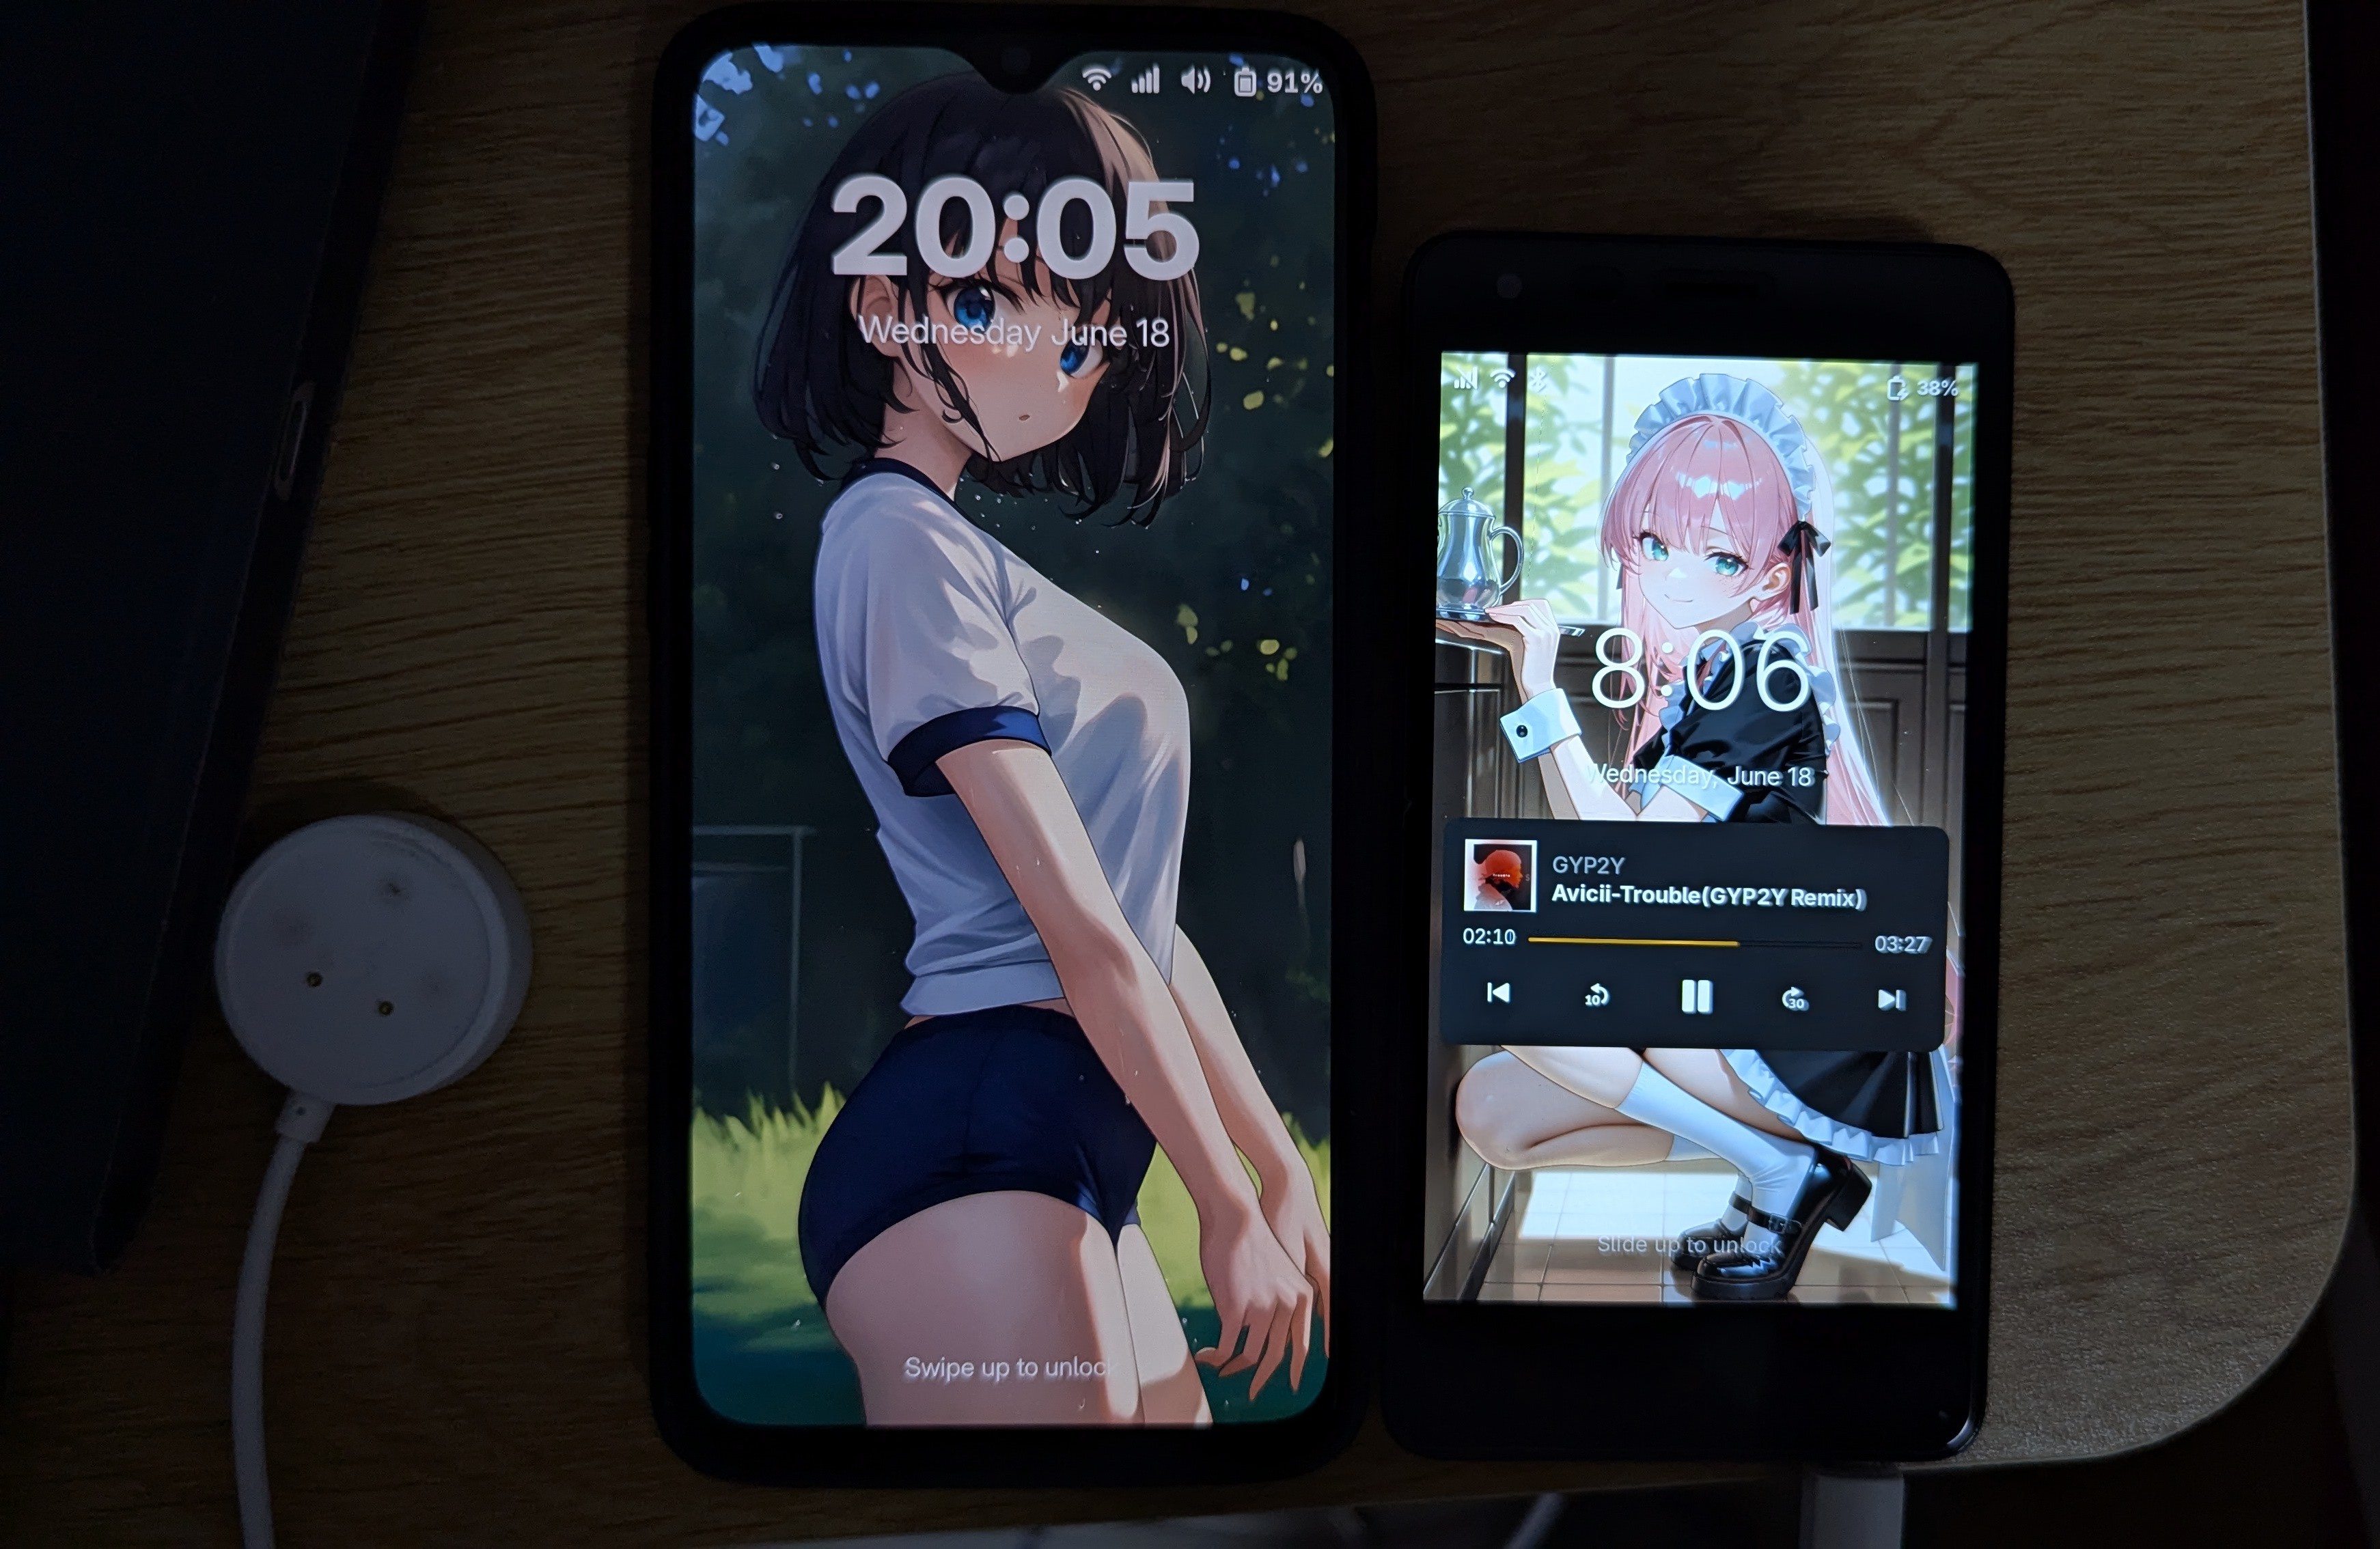 91%
20:05
Wednesday June 18
Swipe up to unlock
38%
8:06
Wednesday, June 18
GYP2Y
Avicii-Trouble(GYP2Y Remix)
02:10
03:27
10
30
Slide up to unlock